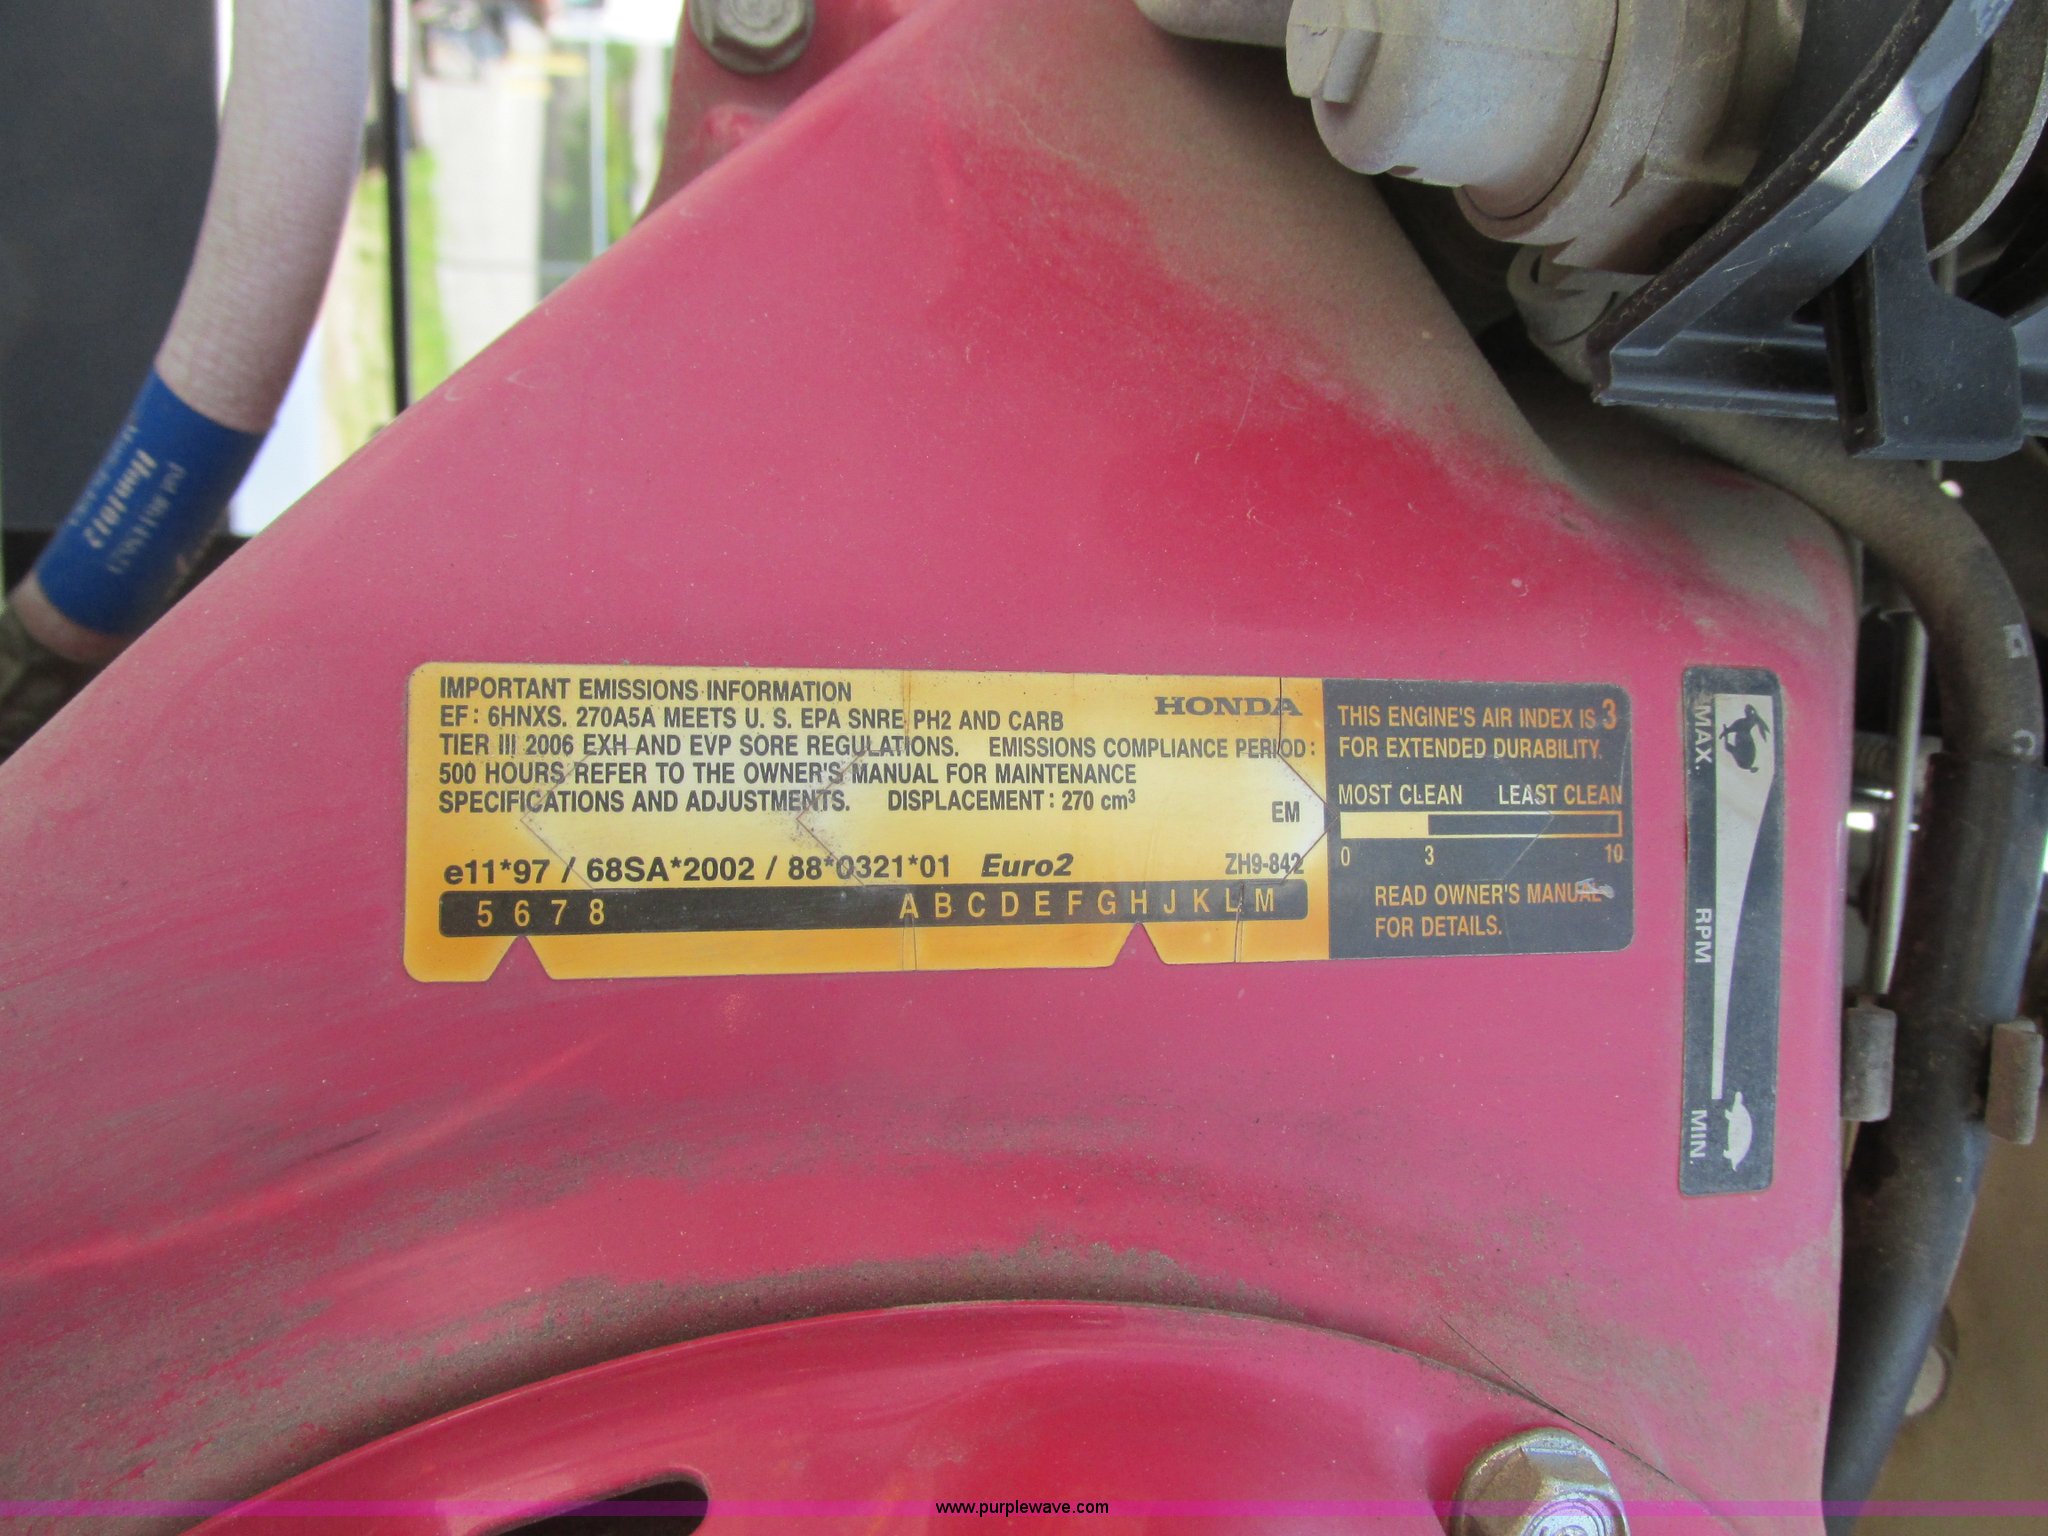 IMPORTANT EMISSIONS INFORMATION
HONDA
EF : 6HNXS. 270A5A MEETS U. S. EPA SNRE PH2 AND CARB
TIER III 2006 EXH AND EVP SORE REGULATIONS. EMISSIONS COMPLIANCE PERIOD :
500 HOURS REFER TO THE OWNER'S MANUAL FOR MAINTENANCE
SPECIFICATIONS AND ADJUSTMENTS. DISPLACEMENT : 270 cm³
EM
e11*97 / 68SA*2002 / 88*0321*01 Euro2 ZH9-842
5 6 7 8 A B C D E F G H J K L M
THIS ENGINE'S AIR INDEX IS 3
FOR EXTENDED DURABILITY.
MOST CLEAN LEAST CLEAN
0 3 10
READ OWNER'S MANUAL
FOR DETAILS.
MAX.
RPM
MIN.
www.purplewave.com